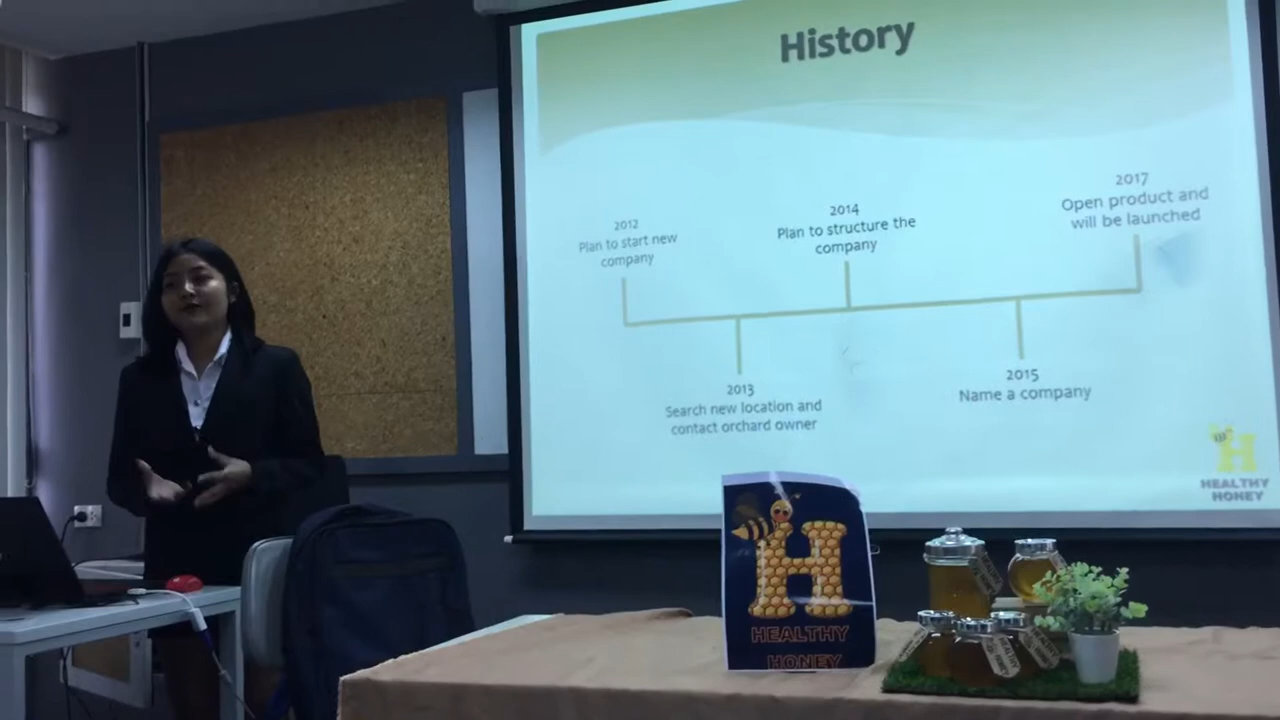 History
2012
Plan to start new
company
2013
Search new location and
contact orchard owner
2014
Plan to structure the
company
2015
Name a company
2017
Open product and
will be launched
H
HEALTHY
HONEY
H
HEALTHY
HONEY
HEALTHY